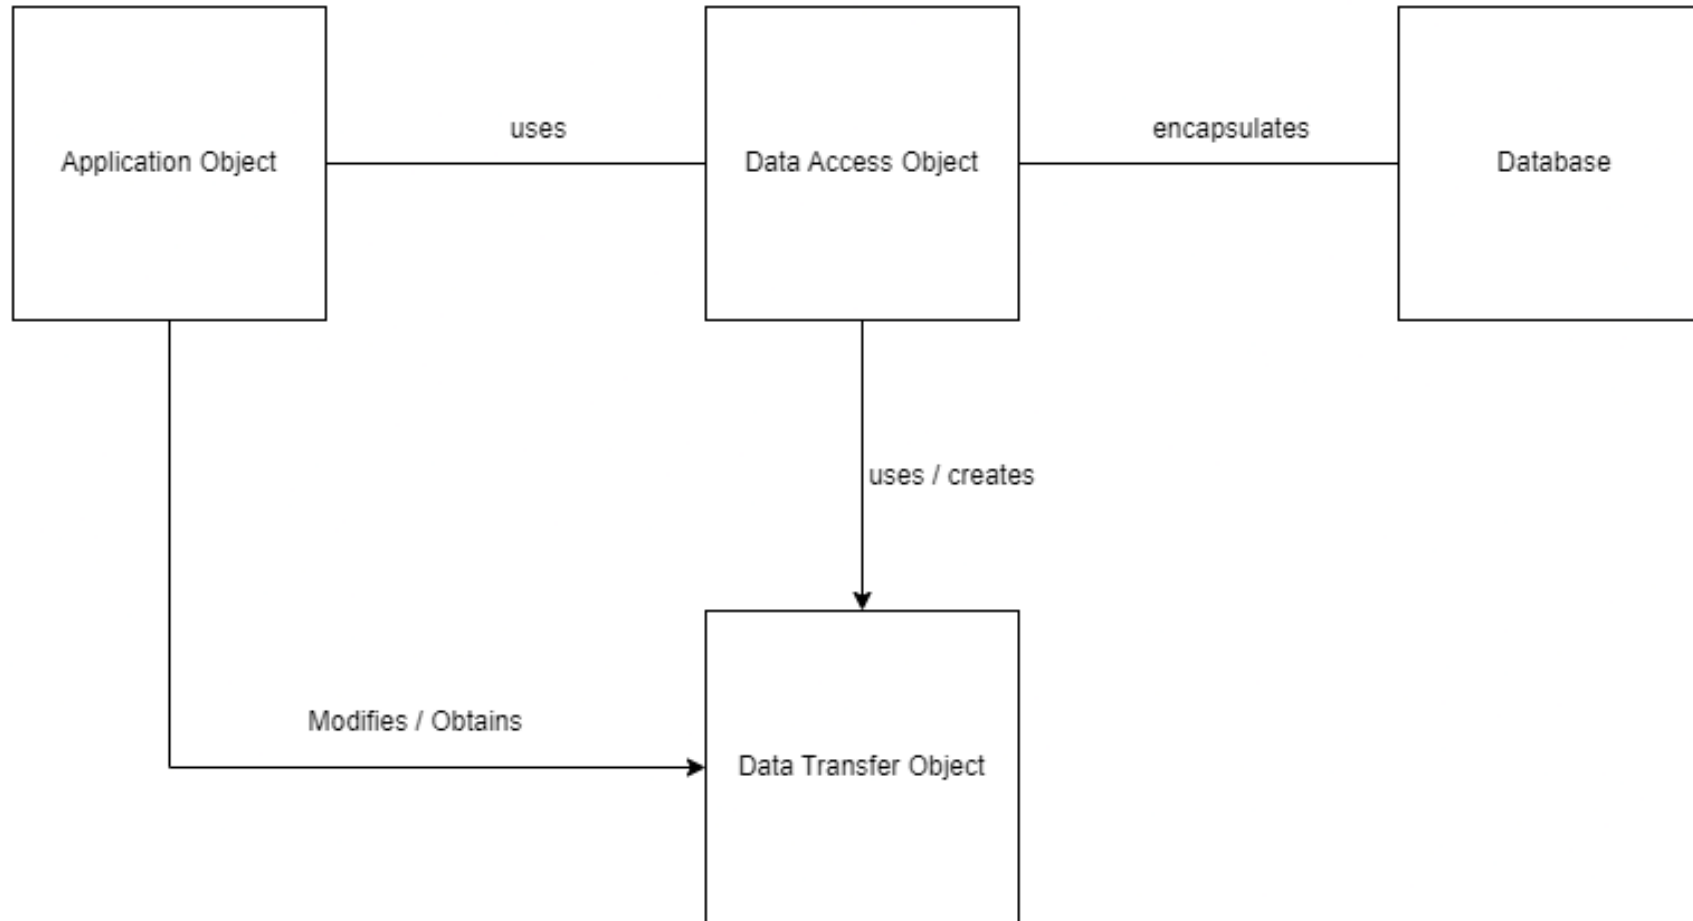 uses
encapsulates
Application Object
Data Access Object
Database
uses / creates
Modifies / Obtains
Data Transfer Object